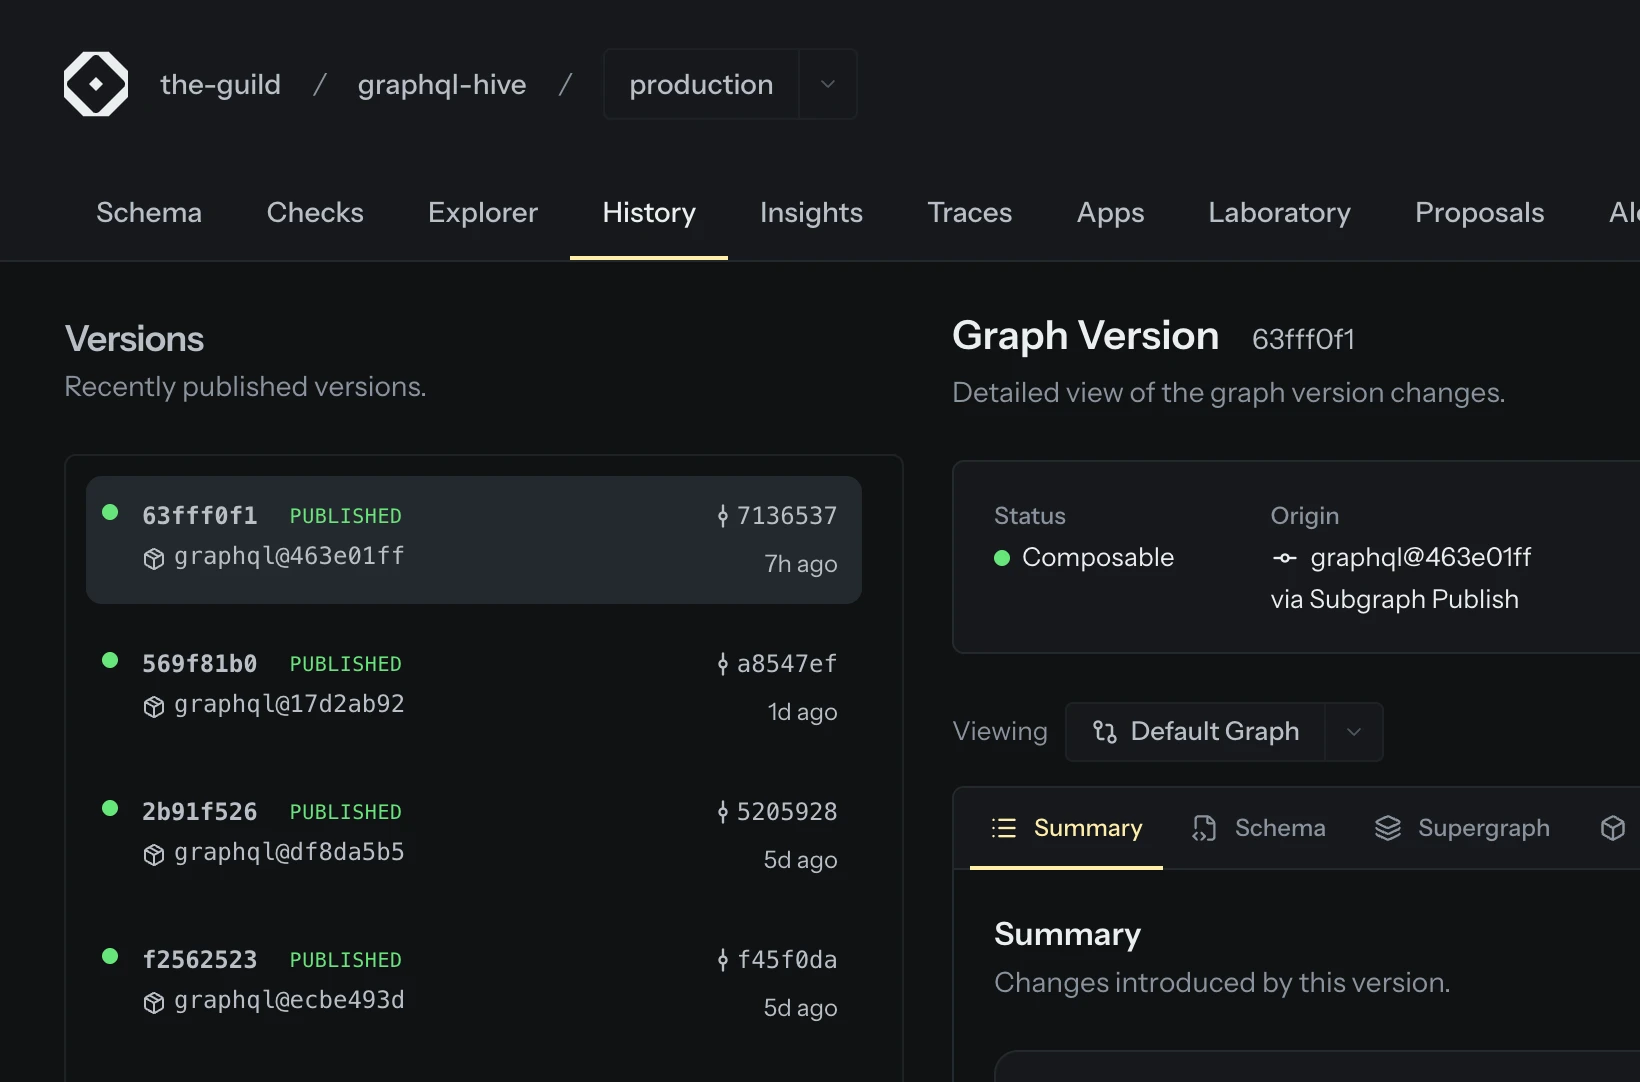 the-guild / graphql-hive / production
Schema Checks Explorer History Insights Traces Apps Laboratory Proposals
Versions
Recently published versions.
63fff0f1 PUBLISHED 7136537
graphql@463e01ff
7h ago
569f81b0 PUBLISHED a8547ef
graphql@17d2ab92
1d ago
2b91f526 PUBLISHED 5205928
graphql@df8da5b5
5d ago
f2562523 PUBLISHED f45f0da
graphql@ecbe493d
5d ago
Graph Version 63fff0f1
Detailed view of the graph version changes.
Status Origin
Composable graphql@463e01ff
via Subgraph Publish
Viewing Default Graph
Summary Schema Supergraph
Summary
Changes introduced by this version.